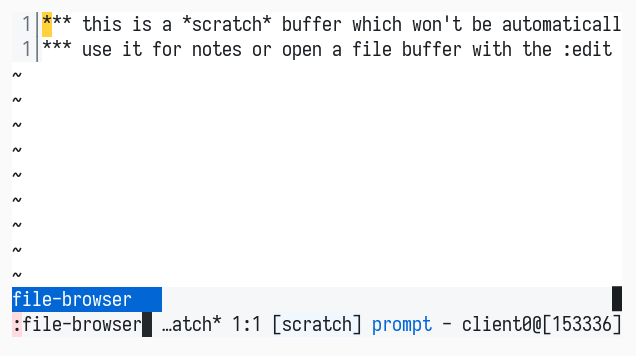 1 *** this is a *scratch* buffer which won't be automaticall
1 *** use it for notes or open a file buffer with the :edit
~
~
~
~
~
~
~
~
~
file-browser
:file-browser …atch* 1:1 [scratch] prompt - client0@[153336]